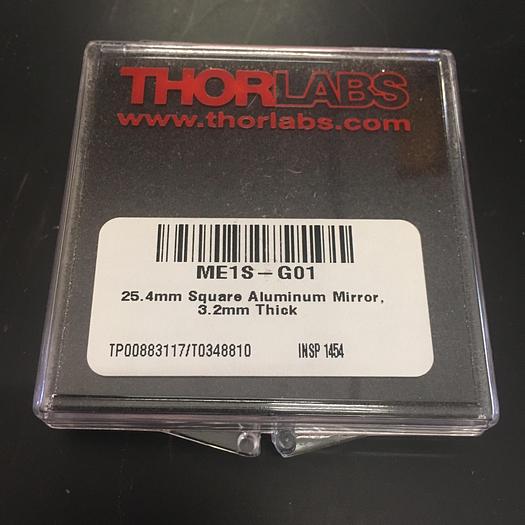 THORLABS
www.thorlabs.com
ME1S-G01
25.4mm Square Aluminum Mirror,
3.2mm Thick
TP00883117/T0348810 INSP 1454